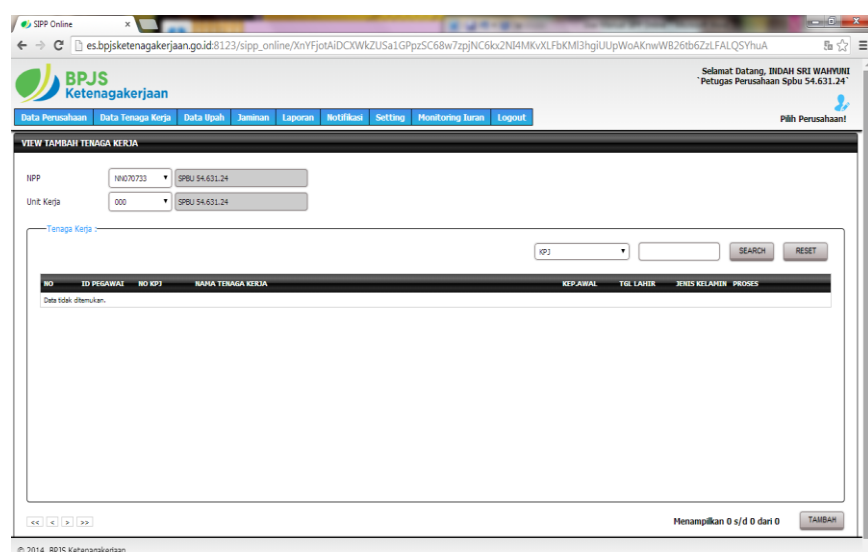 SIPP Online
es.bpjsketenagakerjaan.go.id:8123/sipp_online/XnYFjotAiDCXWkZUSa1GPpzSC68w7zpjNC6kx2NI4MKvXLFbKMl3hgiUUpWoAKnwWB26tb6ZzLFALQSYhuA
BPJS
Ketenagakerjaan
Selamat Datang, INDAH SRI WAHYUNI
`Petugas Perusahaan Spbu 54.631.24`
Pilih Perusahaan!
Data Perusahaan Data Tenaga Kerja Data Upah Jaminan Laporan Notifikasi Setting Monitoring Iuran Logout
VIEW TAMBAH TENAGA KERJA
NPP NN070733 SPBU 54.631.24
Unit Kerja 000 SPBU 54.631.24
Tenaga Kerja :
KPJ SEARCH RESET
NO ID PEGAWAI NO KPJ NAMA TENAGA KERJA KEP.AWAL TGL LAHIR JENIS KELAMIN PROSES
Data tidak ditemukan.
<< < > >> Menampilkan 0 s/d 0 dari 0 TAMBAH
© 2014, BPJS Ketenagakerjaan